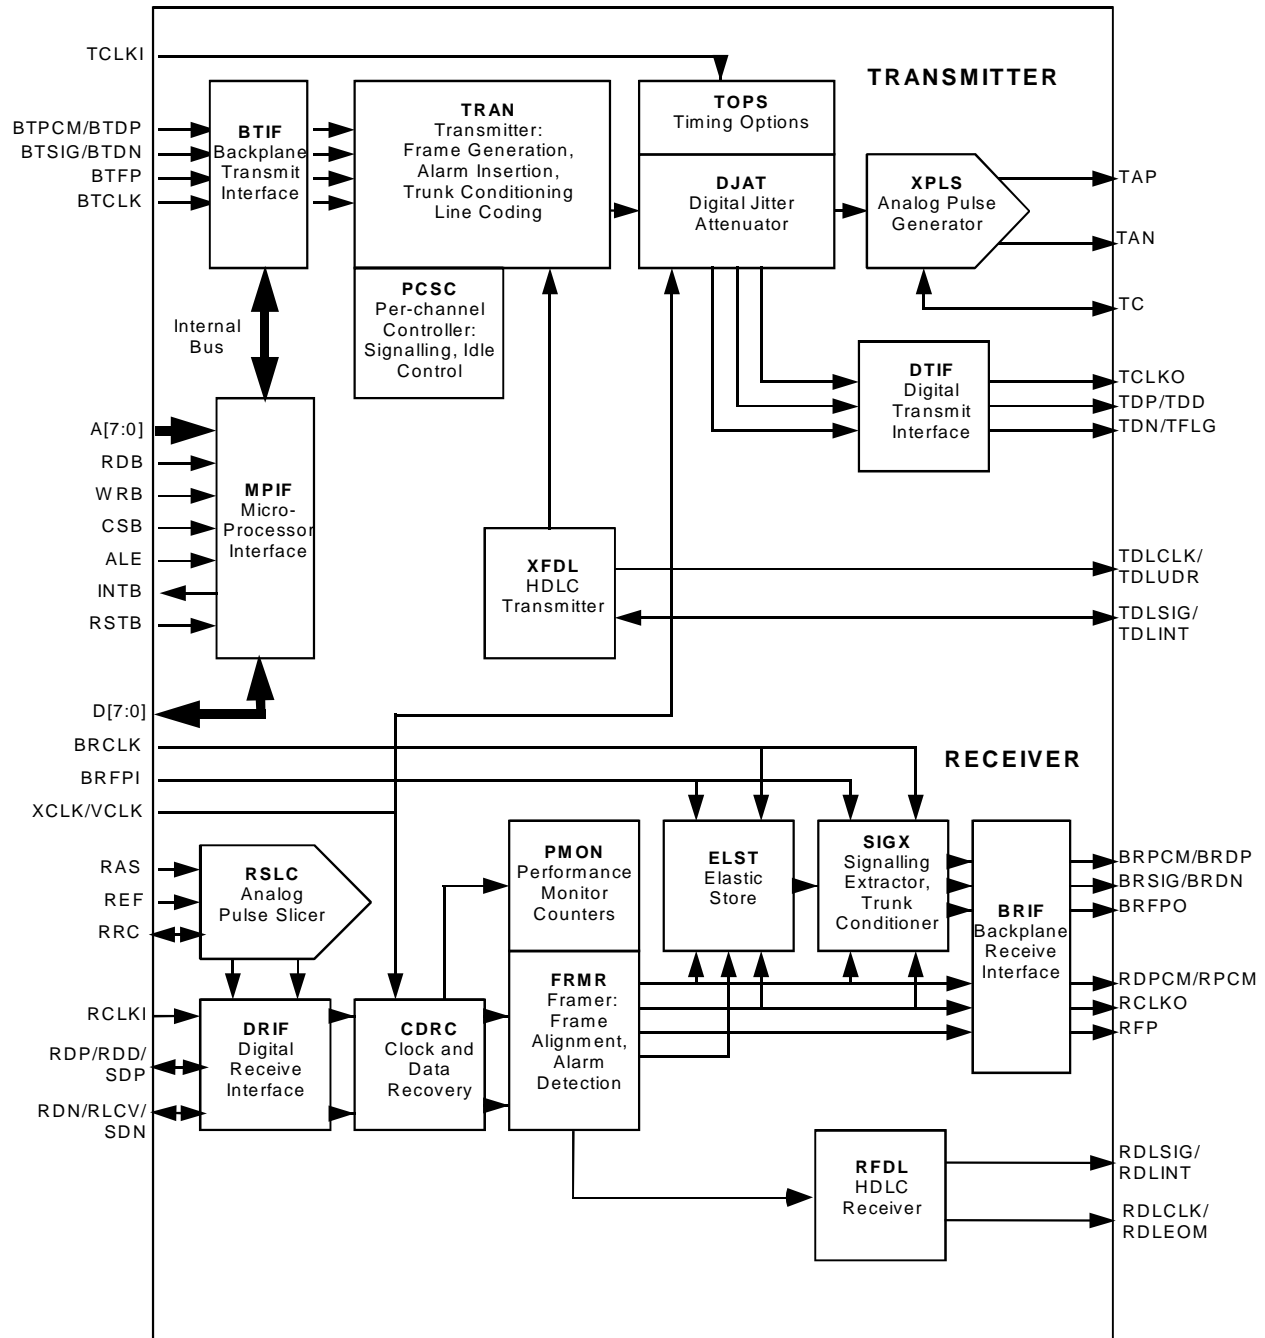 TCLKI
TRANSMITTER
BTPCM/BTDP
BTSIG/BTDN
BTFP
BTCLK
BTIF
Backplane
Transmit
Interface
TRAN
Transmitter:
Frame Generation,
Alarm Insertion,
Trunk Conditioning
Line Coding
TOPS
Timing Options
DJAT
Digital Jitter
Attenuator
XPLS
Analog Pulse
Generator
TAP
TAN
TC
PCSC
Per-channel
Controller:
Signalling, Idle
Control
Internal
Bus
DTIF
Digital
Transmit
Interface
TCLKO
TDP/TDD
TDN/TFLG
A[7:0]
RDB
WRB
CSB
ALE
INTB
RSTB
MPIF
Micro-
Processor
Interface
XFDL
HDLC
Transmitter
TDLCLK/
TDLUDR
TDLSIG/
TDLINT
D[7:0]
BRCLK
BRFPI
XCLK/VCLK
RECEIVER
RAS
REF
RRC
RSLC
Analog
Pulse Slicer
PMON
Performance
Monitor
Counters
ELST
Elastic
Store
SIGX
Signalling
Extractor,
Trunk
Conditioner
BRIF
Backplane
Receive
Interface
BRPCM/BRDP
BRSIG/BRDN
BRFPO
RDPCM/RPCM
RCLKO
RFP
RCLKI
RDP/RDD/
SDP
RDN/RLCV/
SDN
DRIF
Digital
Receive
Interface
CDRC
Clock and
Data
Recovery
FRMR
Framer:
Frame
Alignment,
Alarm
Detection
RFDL
HDLC
Receiver
RDLSIG/
RDLINT
RDLCLK/
RDLEOM